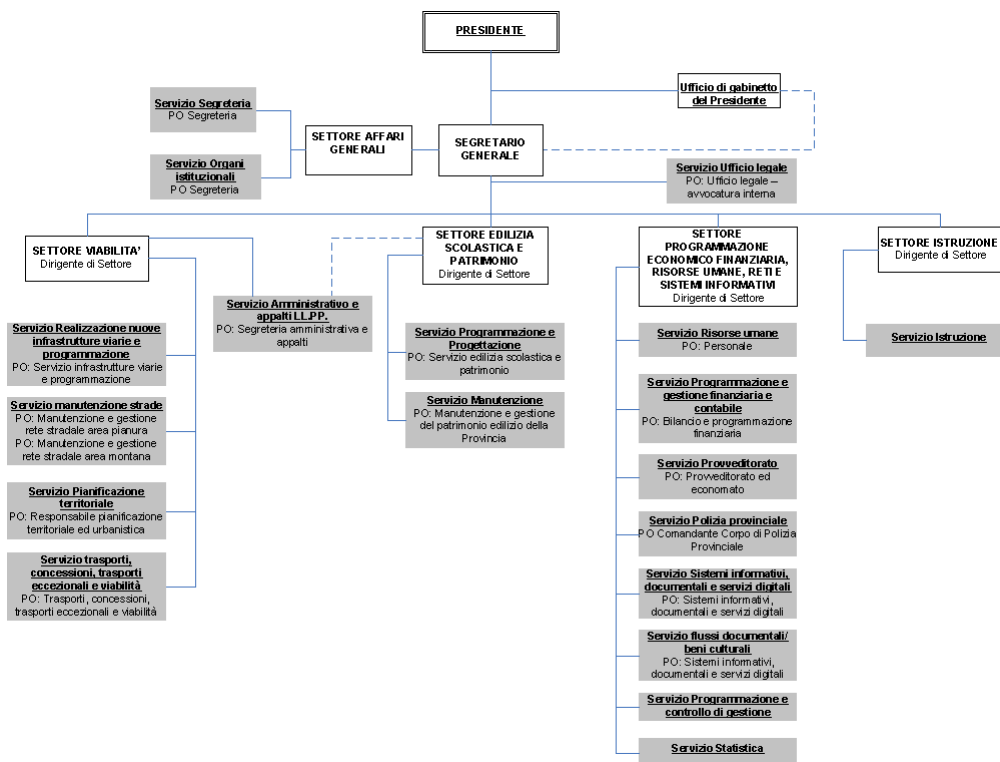 PRESIDENTE
Ufficio di gabinetto
del Presidente
Servizio Segreteria
PO Segreteria
SETTORE AFFARI
GENERALI
SEGRETARIO
GENERALE
Servizio Organi
istituzionali
PO Segreteria
Servizio Ufficio legale
PO: Ufficio legale –
avvocatura interna
SETTORE VIABILITA'
Dirigente di Settore
SETTORE EDILIZIA
SCOLASTICA E
PATRIMONIO
Dirigente di Settore
SETTORE
PROGRAMMAZIONE
ECONOMICO FINANZIARIA,
RISORSE UMANE, RETI E
SISTEMI INFORMATIVI
Dirigente di Settore
SETTORE ISTRUZIONE
Dirigente di Settore
Servizio Amministrativo e
appalti LL.PP.
PO: Segreteria amministrativa e
appalti
Servizio Realizzazione nuove
infrastrutture viarie e
programmazione
PO: Servizio infrastrutture viarie
e programmazione
Servizio manutenzione strade
PO: Manutenzione e gestione
rete stradale area pianura
PO: Manutenzione e gestione
rete stradale area montana
Servizio Pianificazione
territoriale
PO: Responsabile pianificazione
territoriale ed urbanistica
Servizio trasporti,
concessioni, trasporti
eccezionali e viabilità
PO: Trasporti, concessioni,
trasporti eccezionali e viabilità
Servizio Programmazione e
Progettazione
PO: Servizio edilizia scolastica e
patrimonio
Servizio Manutenzione
PO: Manutenzione e gestione
del patrimonio edilizio della
Provincia
Servizio Risorse umane
PO: Personale
Servizio Programmazione e
gestione finanziaria e
contabile
PO: Bilancio e programmazione
finanziaria
Servizio Provveditorato
PO: Provveditorato ed
economato
Servizio Polizia provinciale
PO Comandante Corpo di Polizia
Provinciale
Servizio Sistemi informativi,
documentali e servizi digitali
PO: Sistemi informativi,
documentali e servizi digitali
Servizio flussi documentali/
beni culturali
PO: Sistemi informativi,
documentali e servizi digitali
Servizio Programmazione e
controllo di gestione
Servizio Statistica
Servizio Istruzione